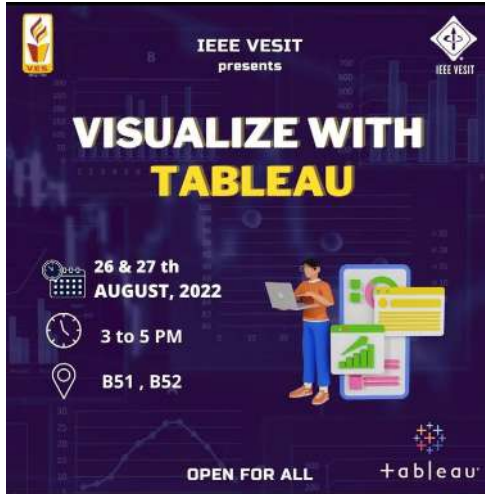 VES
IEEE VESIT
presents
IEEE VESIT
VISUALIZE WITH
TABLEAU
26 & 27 th
AUGUST, 2022
3 to 5 PM
B51 , B52
OPEN FOR ALL
+ableau